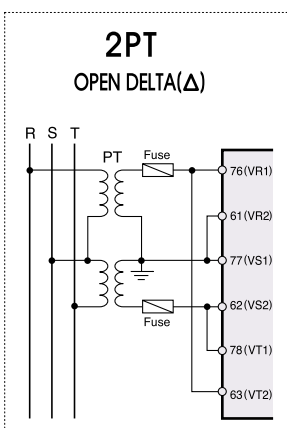 2PT
OPEN DELTA(Δ)
R S T
PT
Fuse
76(VR1)
61(VR2)
77(VS1)
62(VS2)
Fuse
78(VT1)
63(VT2)